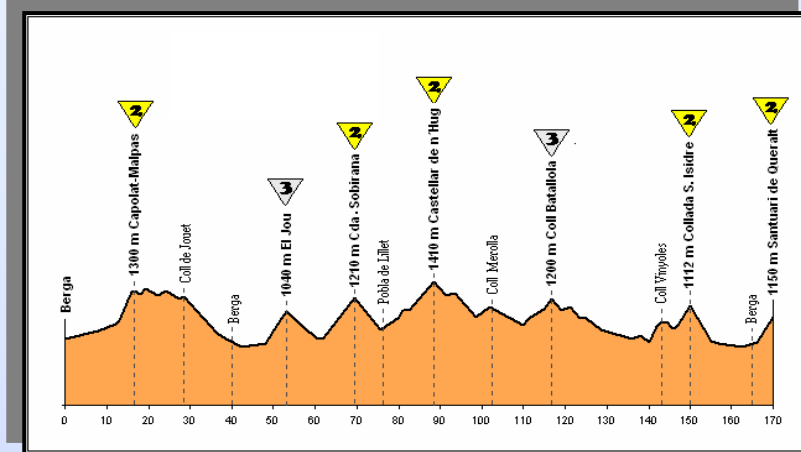 Berga
2
1300 m Capolat-Malpas
Coll de Jouet
Berga
3
1040 m El Jou
2
1210 m Cda. Sobirana
Pobla de Lillet
2
1410 m Castellar de n'Hug
Coll Merolla
3
1200 m Coll Batallola
Coll Vinyoles
2
1112 m Collada S. Isidre
Berga
2
1150 m Santuari de Queralt
0 10 20 30 40 50 60 70 80 90 100 110 120 130 140 150 160 170